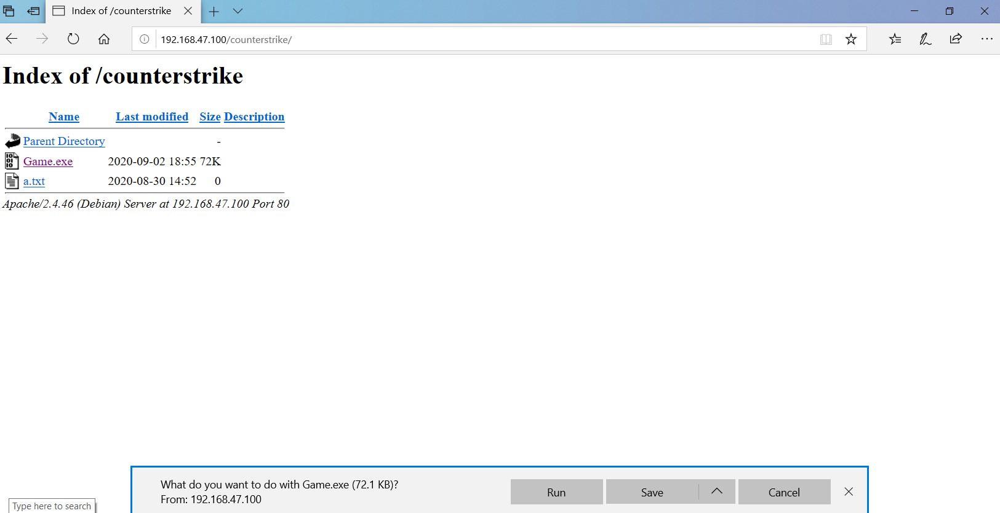 Index of /counterstrike
192.168.47.100/counterstrike/
Index of /counterstrike
Name Last modified Size Description
Parent Directory -
Game.exe 2020-09-02 18:55 72K
a.txt 2020-08-30 14:52 0
Apache/2.4.46 (Debian) Server at 192.168.47.100 Port 80
What do you want to do with Game.exe (72.1 KB)?
From: 192.168.47.100
Run Save Cancel
Type here to search